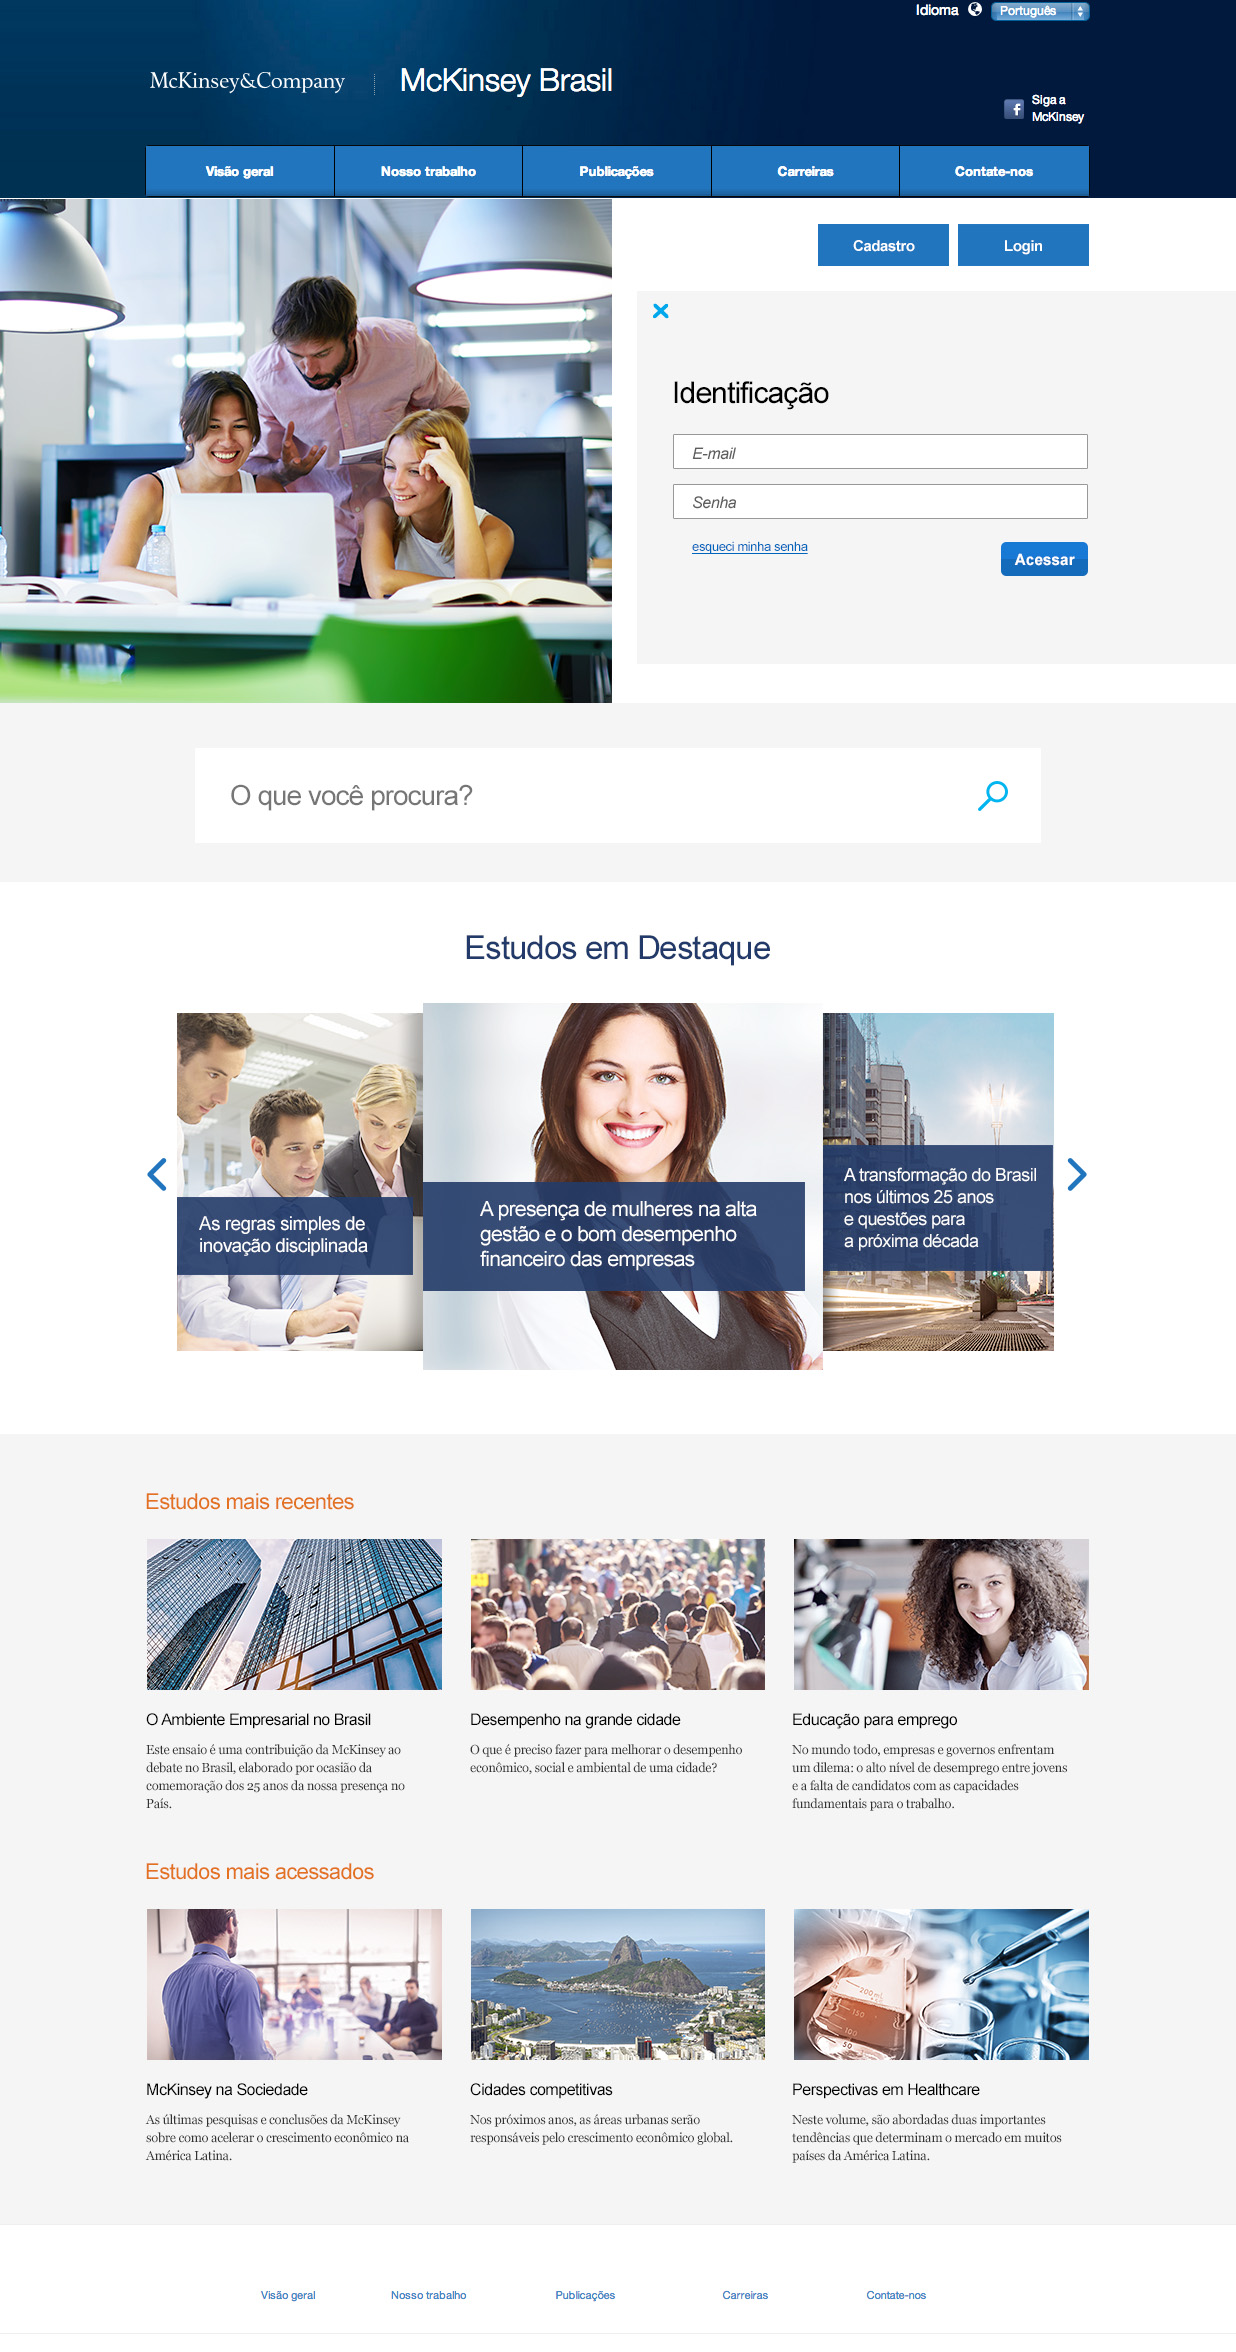 Idioma
Português
McKinsey&Company
McKinsey Brasil
Siga a
McKinsey
Visão geral
Nosso trabalho
Publicações
Carreiras
Contate-nos
Cadastro
Login
Identificação
E-mail
Senha
esqueci minha senha
Acessar
O que você procura?
Estudos em Destaque
As regras simples de
inovação disciplinada
A presença de mulheres na alta
gestão e o bom desempenho
financeiro das empresas
A transformação do Brasil
nos últimos 25 anos
e questões para
a próxima década
Estudos mais recentes
O Ambiente Empresarial no Brasil
Este ensaio é uma contribuição da McKinsey ao
debate no Brasil, elaborado por ocasião da
comemoração dos 25 anos da nossa presença no
País.
Desempenho na grande cidade
O que é preciso fazer para melhorar o desempenho
econômico, social e ambiental de uma cidade?
Educação para emprego
No mundo todo, empresas e governos enfrentam
um dilema: o alto nível de desemprego entre jovens
e a falta de candidatos com as capacidades
fundamentais para o trabalho.
Estudos mais acessados
200
150
100
McKinsey na Sociedade
As últimas pesquisas e conclusões da McKinsey
sobre como acelerar o crescimento econômico na
América Latina.
Cidades competitivas
Nos próximos anos, as áreas urbanas serão
responsáveis pelo crescimento econômico global.
Perspectivas em Healthcare
Neste volume, são abordadas duas importantes
tendências que determinam o mercado em muitos
países da América Latina.
Visão geral
Nosso trabalho
Publicações
Carreiras
Contate-nos